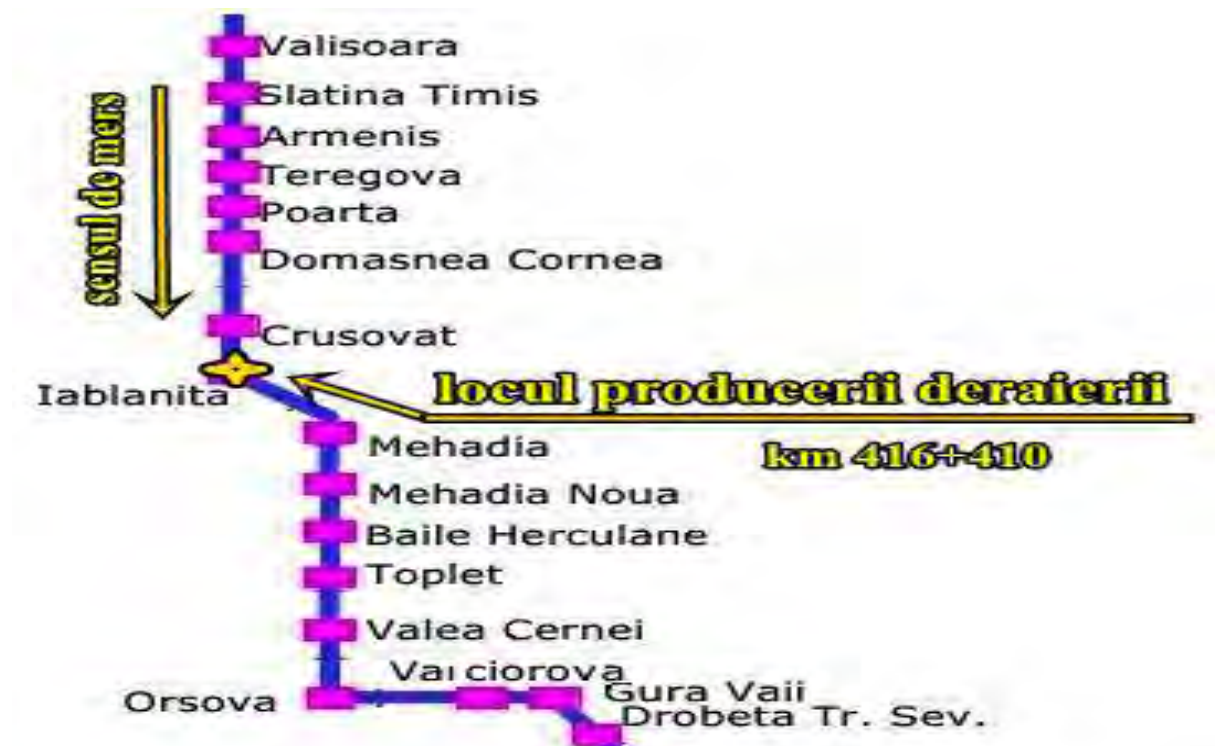 Valisoara
Slatina Timis
Armenis
Teregova
Poarta
Domasnea Cornea
sensul de mers
Crusovat
Iablanita
locul producerii deraierii
km 416+410
Mehadia
Mehadia Noua
Baile Herculane
Toplet
Valea Cernei
Vârciorova
Orsova
Gura Vaii
Drobeta Tr. Sev.